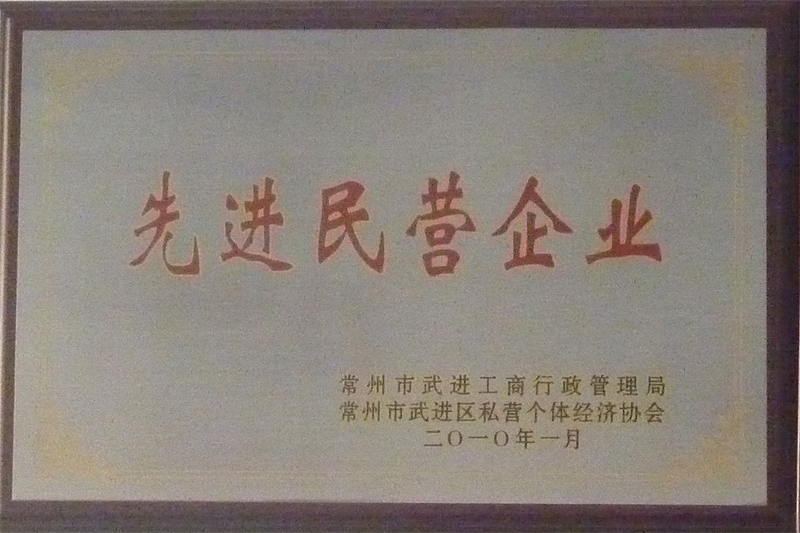 先进民营企业
常州市武进工商行政管理局
常州市武进区私营个体经济协会
二〇一〇年一月